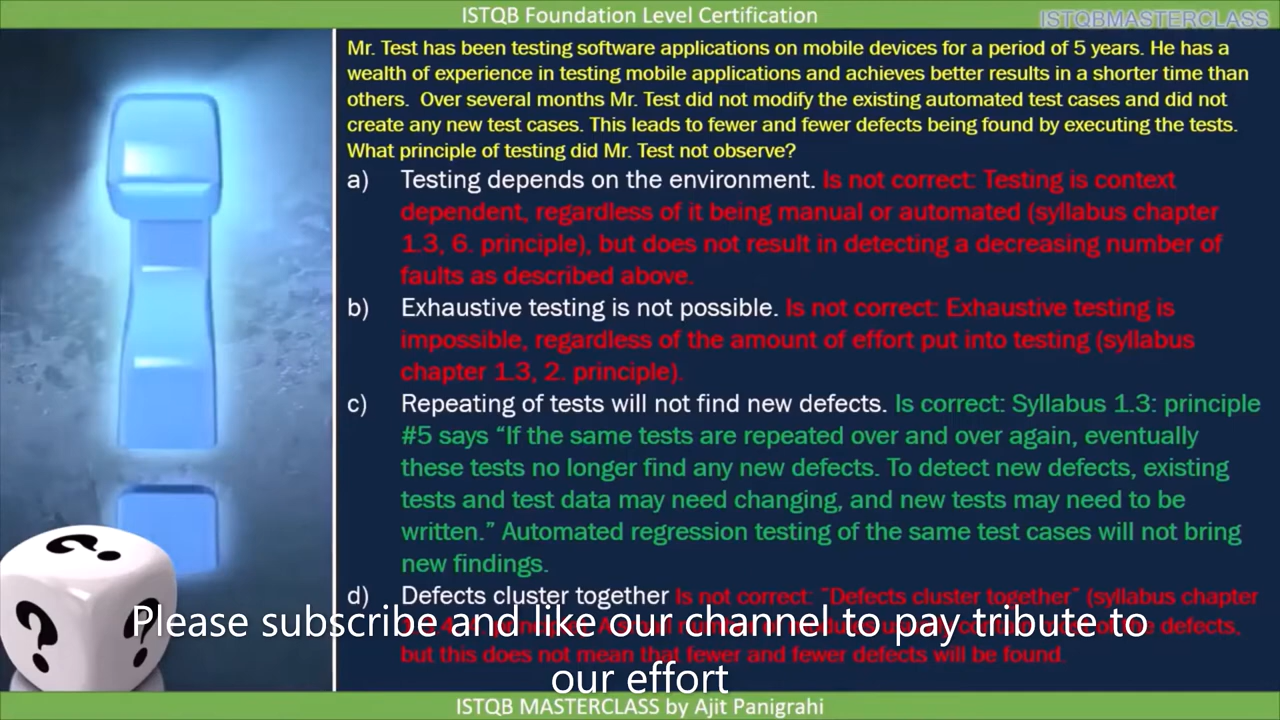 ISTQB Foundation Level Certification
ISTQBMASTERCLASS
Mr. Test has been testing software applications on mobile devices for a period of 5 years. He has a
wealth of experience in testing mobile applications and achieves better results in a shorter time than
others. Over several months Mr. Test did not modify the existing automated test cases and did not
create any new test cases. This leads to fewer and fewer defects being found by executing the tests.
What principle of testing did Mr. Test not observe?
a) Testing depends on the environment. Is not correct: Testing is context
dependent, regardless of it being manual or automated (syllabus chapter
1.3, 6. principle), but does not result in detecting a decreasing number of
faults as described above.
b) Exhaustive testing is not possible. Is not correct: Exhaustive testing is
impossible, regardless of the amount of effort put into testing (syllabus
chapter 1.3, 2. principle).
c) Repeating of tests will not find new defects. Is correct: Syllabus 1.3: principle
#5 says “If the same tests are repeated over and over again, eventually
these tests no longer find any new defects. To detect new defects, existing
tests and test data may need changing, and new tests may need to be
written.” Automated regression testing of the same test cases will not bring
new findings.
d) Defects cluster together Is not correct: “Defects cluster together” (syllabus chapter
the defects,
but this does not mean that fewer and fewer defects will be found.
? ? ?
Please subscribe and like our channel to pay tribute to
our effort
ISTQB MASTERCLASS by Ajit Panigrahi